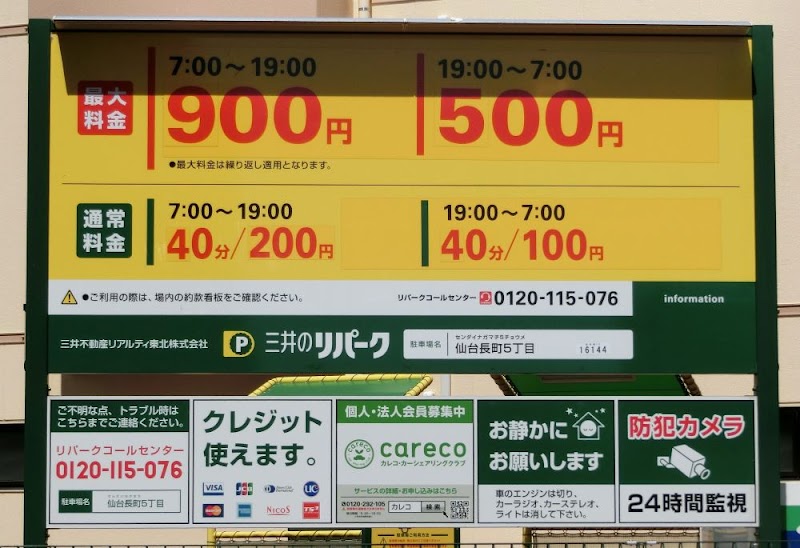 最大料金
7:00～19:00
900円
19:00～7:00
500円
●最大料金は繰り返し適用となります。
通常料金
7:00～19:00
40分/200円
19:00～7:00
40分/100円
●ご利用の際は、場内の約款看板をご確認ください。
リパークコールセンター 0120-115-076
information
三井不動産リアルティ東北株式会社
P 三井のリパーク
駐車場名 センダイナガマチ5チョウメ
仙台長町5丁目 16144
ご不明な点、トラブル時は
こちらまでご連絡ください。
リパークコールセンター
0120-115-076
駐車場名 仙台長町5丁目
クレジット
使えます。
VISA JCB Diners Club UC
MasterCard NICOS
個人・法人会員募集中
careco
careco
カレコ・カーシェアリングクラブ
サービスの詳細・お申し込みはこちら
0120-292-105
カレコ 検索
お静かに
お願いします
車のエンジンは切り、
カーラジオ、カーステレオ、
ライトは消して下さい。
防犯カメラ
24時間監視